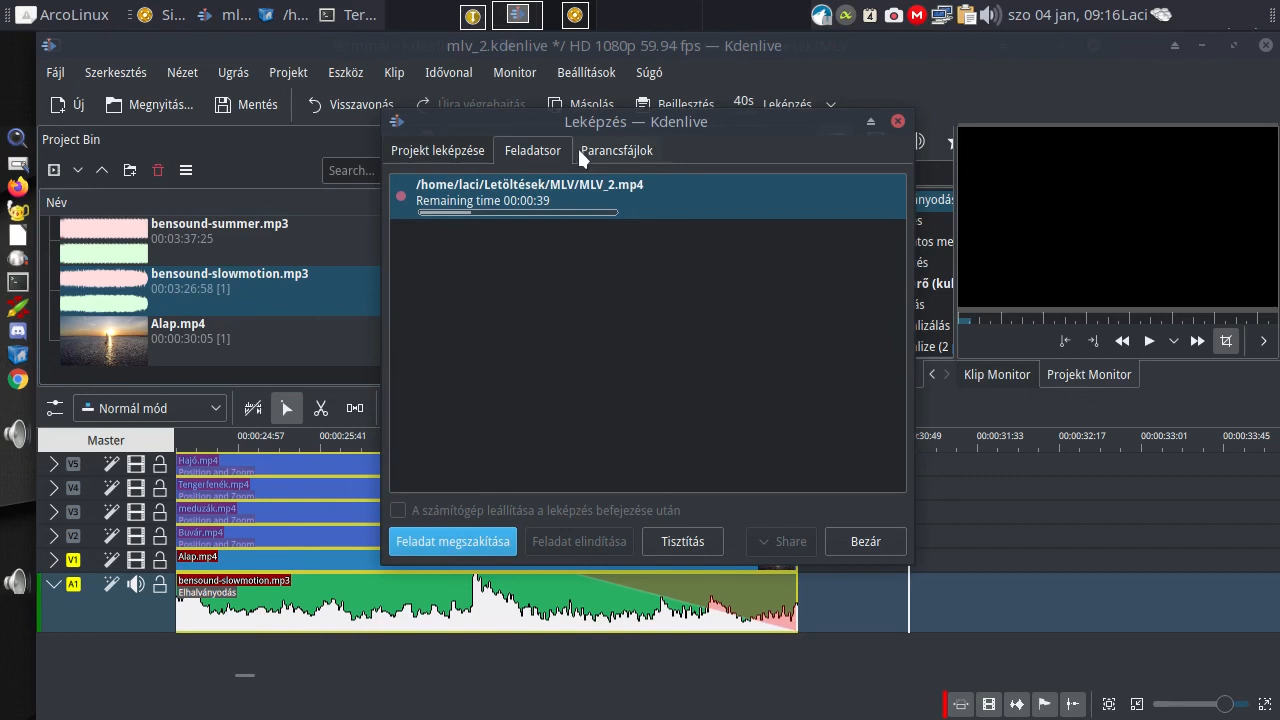 ArcoLinux
Si...
ml...
/h...
Ter...
4
szo 04 jan, 09:16
Laci
mlv_2.kdenlive */ HD 1080p 59.94 fps — Kdenlive
Fájl
Szerkesztés
Nézet
Ugrás
Projekt
Eszköz
Klip
Idővonal
Monitor
Beállítások
Súgó
Új
Megnyitás...
Mentés
Visszavonás
Újra végrehajtás
Másolás
Beillesztés
40s
Leképzés
Leképzés — Kdenlive
Project Bin
Projekt leképzése
Feladatsor
Parancsfájlok
Search...
/home/laci/Letöltések/MLV/MLV_2.mp4
Remaining time 00:00:39
Név
bensound-summer.mp3
00:03:37:25
bensound-slowmotion.mp3
00:03:26:58 [1]
Alap.mp4
00:00:30:05 [1]
Klip Monitor
Projekt Monitor
Normál mód
Master
00:00:24:57
00:00:25:41
00:00:31:33
00:00:32:17
00:00:33:01
00:00:33:45
V5
Hajó.mp4
Position and Zoom
V4
Tengerfenék.mp4
Position and Zoom
V3
meduzák.mp4
Position and Zoom
V2
Buvár.mp4
Position and Zoom
V1
Alap.mp4
A1
bensound-slowmotion.mp3
Elhalványodás
A számítógép leállítása a leképzés befejezése után
Feladat megszakítása
Feladat elindítása
Tisztítás
Share
Bezár